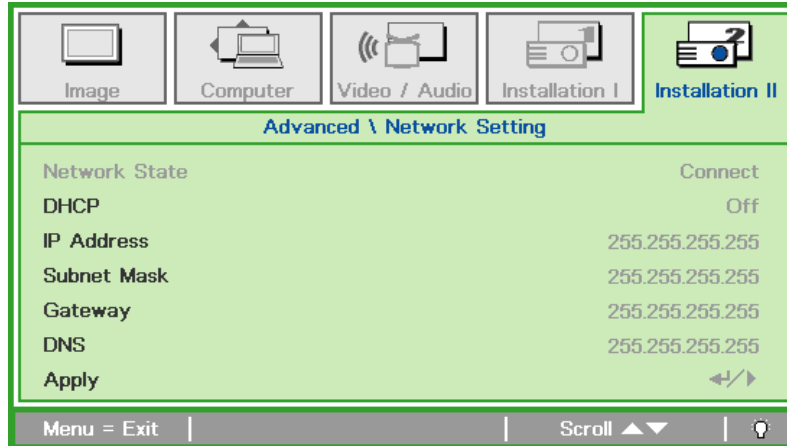 Image
Computer
Video / Audio
Installation I
Installation II
Advanced \ Network Setting
Network State Connect
DHCP Off
IP Address 255.255.255.255
Subnet Mask 255.255.255.255
Gateway 255.255.255.255
DNS 255.255.255.255
Apply
Menu = Exit
Scroll ▲▼